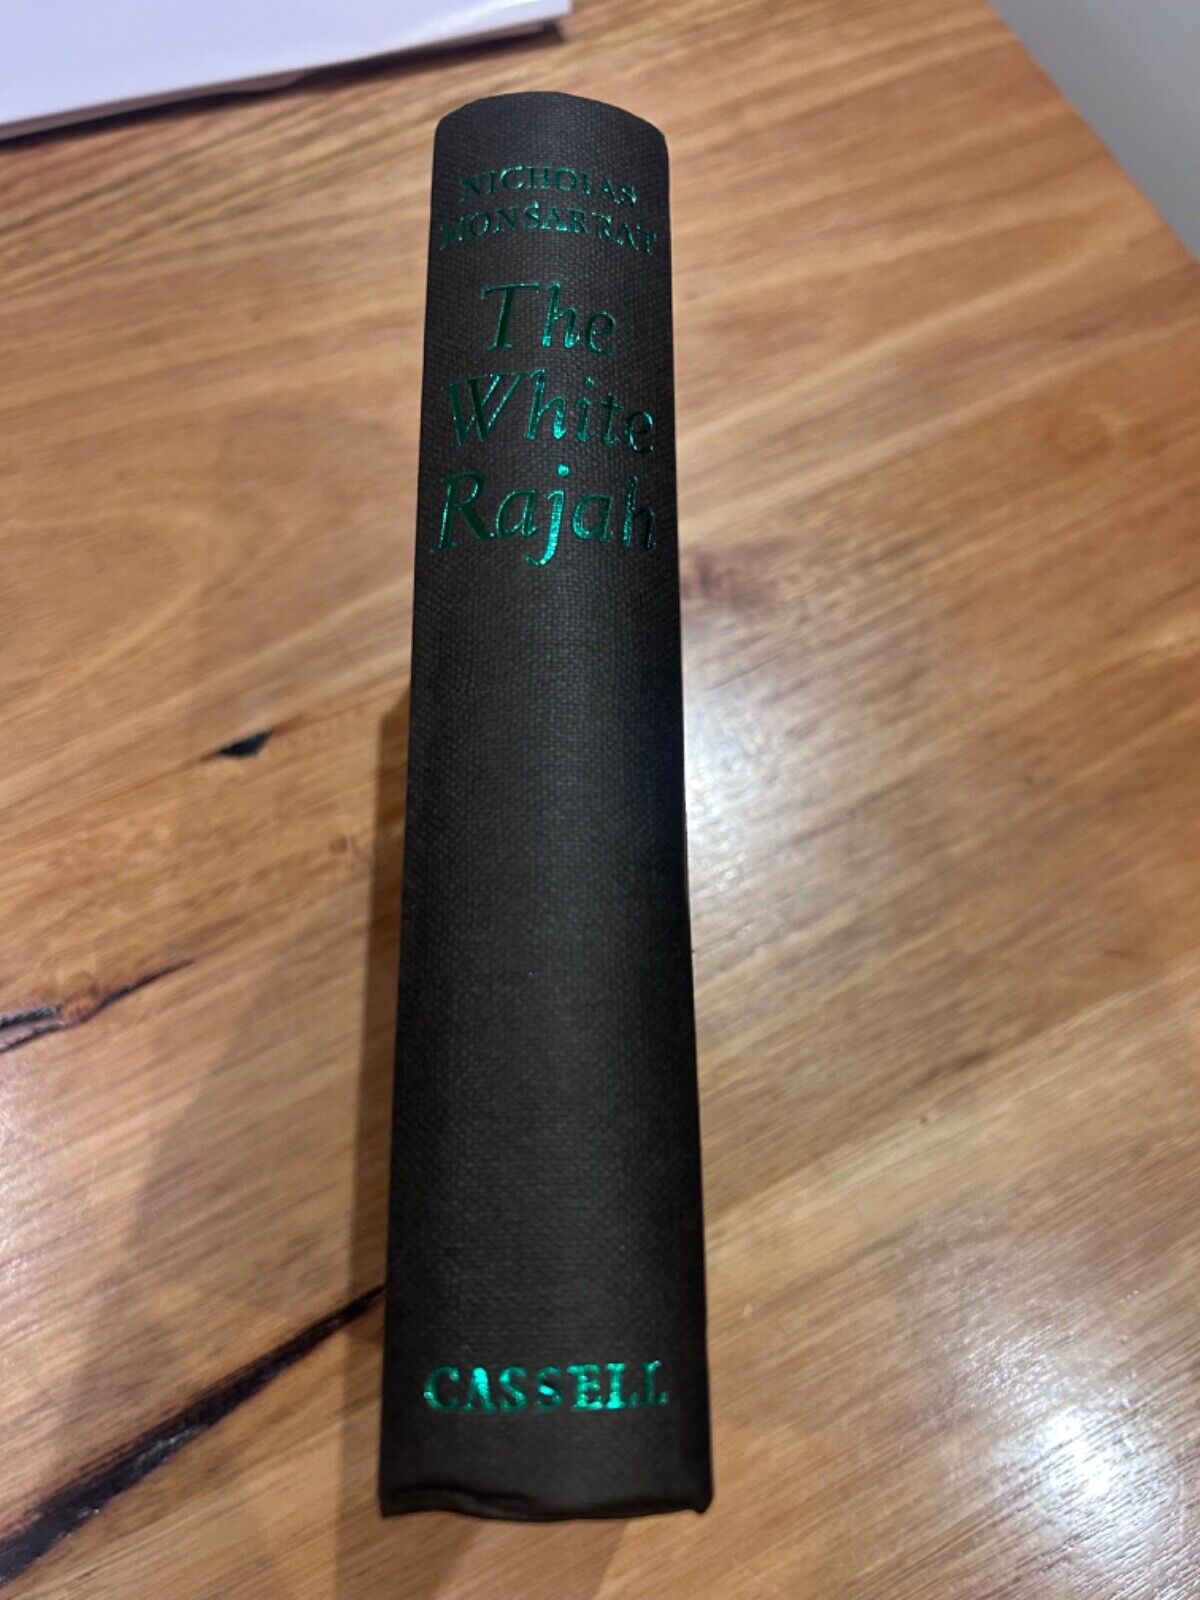 NICHOLAS
MONSARRAT
The
White
Rajah
CASSELL